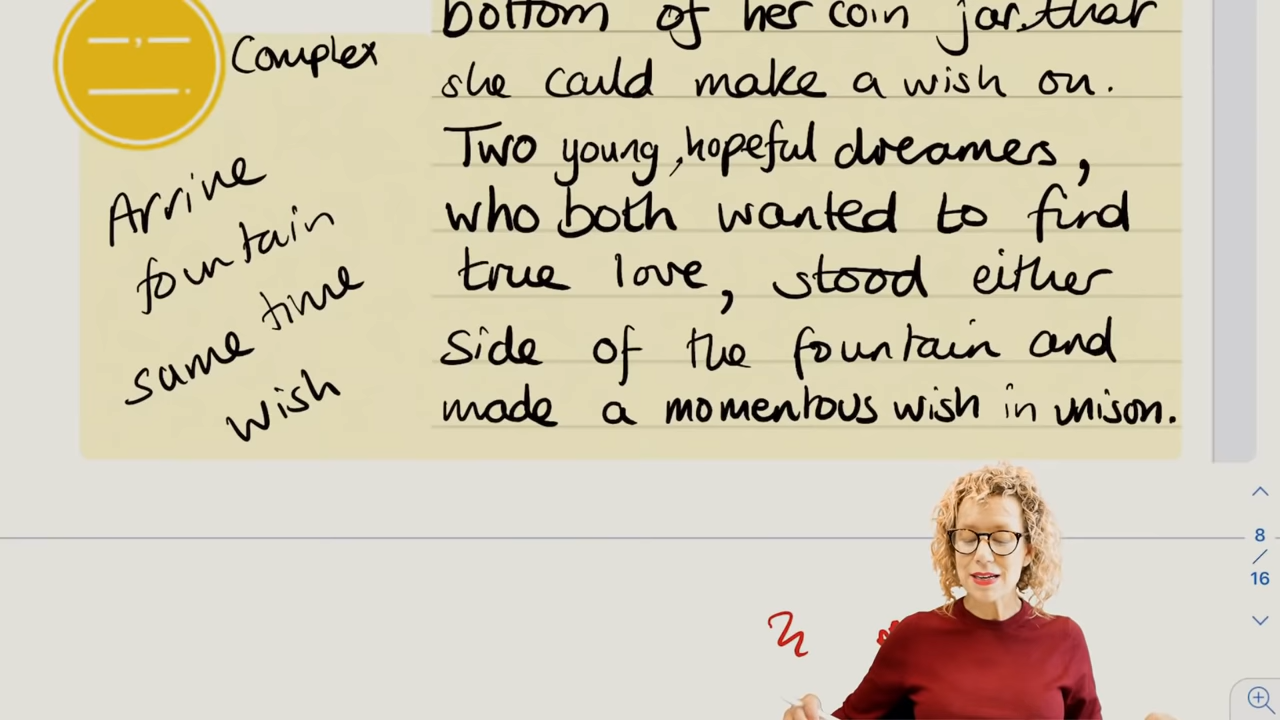 Complex
Arrive
fountain
same time
wish
bottom of her coin jar that
she could make a wish on.
Two young, hopeful dreamers,
who both wanted to find
true love, stood either
side of the fountain and
made a momentous wish in unison.
8
/
16